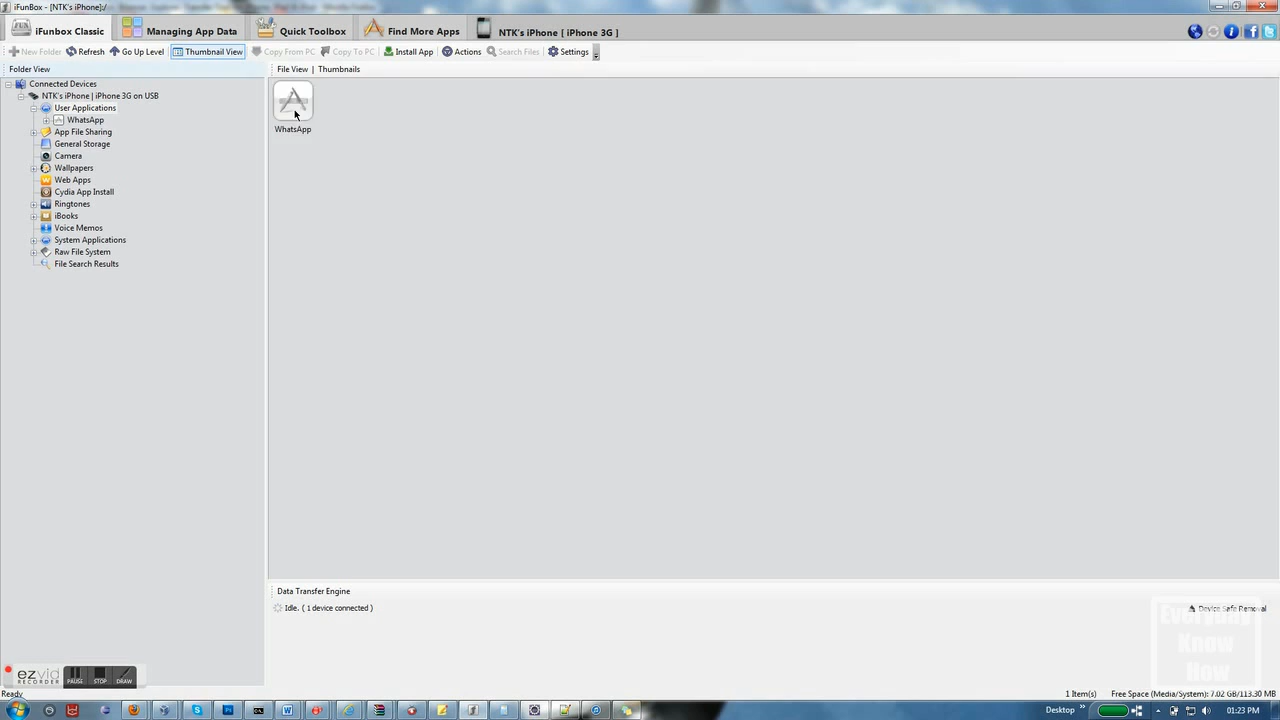 iFunBox - [NTK's iPhone]:/
iFunbox Classic
Managing App Data
Quick Toolbox
Find More Apps
NTK's iPhone [ iPhone 3G ]
New Folder
Refresh
Go Up Level
Thumbnail View
Copy From PC
Copy To PC
Install App
Actions
Search Files
Settings
Folder View
File View | Thumbnails
Connected Devices
NTK's iPhone | iPhone 3G on USB
User Applications
WhatsApp
App File Sharing
General Storage
Camera
Wallpapers
Web Apps
Cydia App Install
Ringtones
iBooks
Voice Memos
System Applications
Raw File System
File Search Results
WhatsApp
Data Transfer Engine
Idle. ( 1 device connected )
Device Safe Removal
Everyday
Know
How
ezvid
RECORDER
PAUSE
STOP
DRAW
Ready
1 Item(s)
Free Space (Media/System): 7.02 GB/113.30 MB
Desktop
01:23 PM